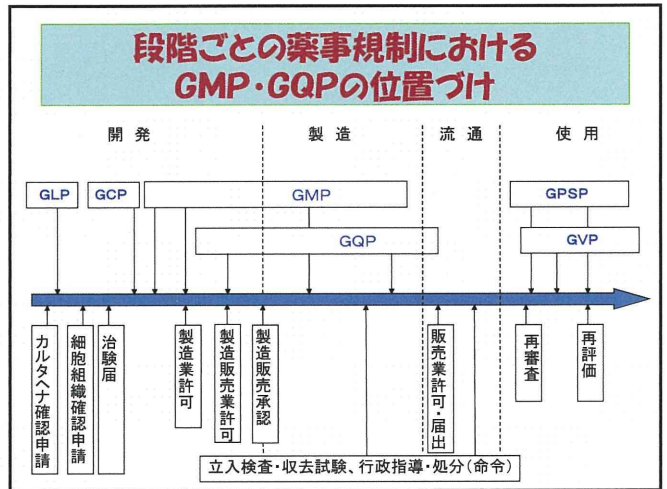 段階ごとの薬事規制における
GMP・GQPの位置づけ
開発
製造
流通
使用
GLP
GCP
GMP
GPSP
GQP
GVP
カルタヘナ確認申請
細胞組織確認申請
治験届
製造業許可
製造販売業許可
製造販売承認
販売業許可・届出
再審査
再評価
立入検査・収去試験、行政指導・処分(命令)